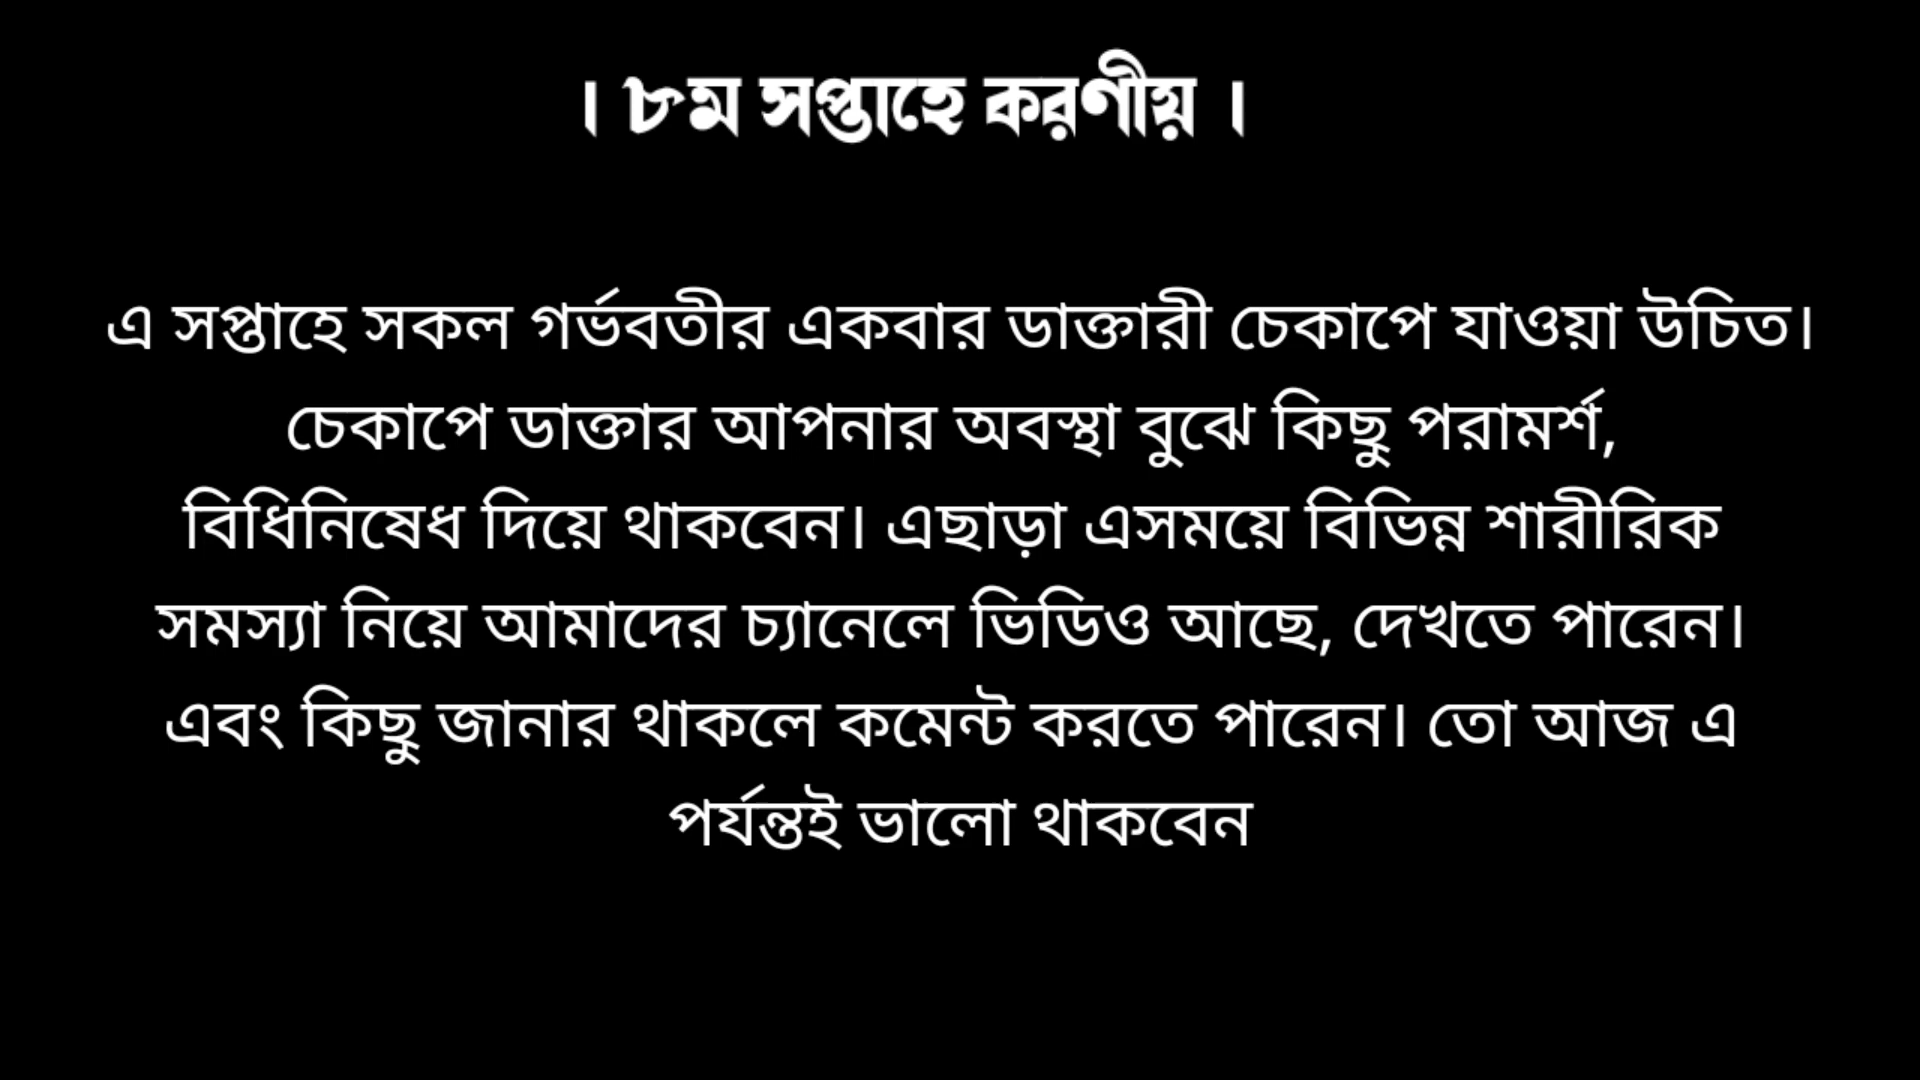 । ৮ম সপ্তাহে করণীয় ।
এ সপ্তাহে সকল গর্ভবতীর একবার ডাক্তারী চেকাপে যাওয়া উচিত।
চেকাপে ডাক্তার আপনার অবস্থা বুঝে কিছু পরামর্শ,
বিধিনিষেধ দিয়ে থাকবেন। এছাড়া এসময়ে বিভিন্ন শারীরিক
সমস্যা নিয়ে আমাদের চ্যানেলে ভিডিও আছে, দেখতে পারেন।
এবং কিছু জানার থাকলে কমেন্ট করতে পারেন। তো আজ এ
পর্যন্তই ভালো থাকবেন